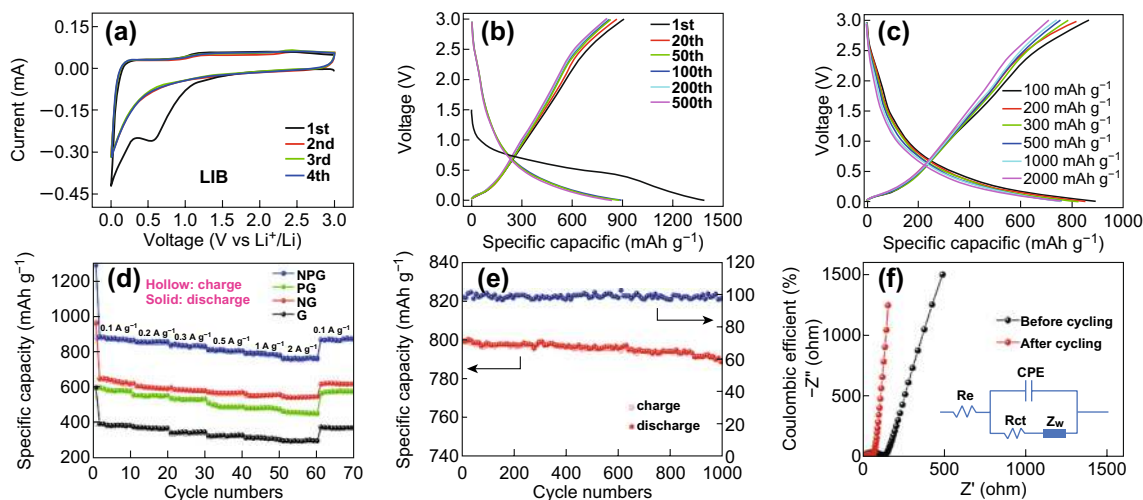 (a)
Current (mA)
0.15
0.00
−0.15
−0.30
−0.45
1st
2nd
3rd
4th
LIB
0.0 0.5 1.0 1.5 2.0 2.5 3.0
Voltage (V vs Li⁺/Li)
(b)
Voltage (V)
3.0
2.5
2.0
1.5
1.0
0.5
0.0
1st
20th
50th
100th
200th
500th
0 300 600 900 1200 1500
Specific capacific (mAh g⁻¹)
(c)
Voltage (V)
3.0
2.5
2.0
1.5
1.0
0.5
0.0
100 mAh g⁻¹
200 mAh g⁻¹
300 mAh g⁻¹
500 mAh g⁻¹
1000 mAh g⁻¹
2000 mAh g⁻¹
0 200 400 600 800 1000
Specific capacific (mAh g⁻¹)
(d)
Specific capacity (mAh g⁻¹)
1200
1000
800
600
400
200
Hollow: charge
Solid: discharge
NPG
PG
NG
G
0.1 A g⁻¹ 0.2 A g⁻¹ 0.3 A g⁻¹ 0.5 A g⁻¹ 1 A g⁻¹ 2 A g⁻¹ 0.1 A g⁻¹
0 10 20 30 40 50 60 70
Cycle numbers
(e)
Specific capacity (mAh g⁻¹)
840
820
800
780
760
740
charge
discharge
0 200 400 600 800 1000
Cycle numbers
120
100
80
60
40
20
0
Coulombic efficient (%)
(f)
−Z″ (ohm)
1500
1000
500
0
Before cycling
After cycling
CPE
Re
Rct
Zw
0 500 1000 1500
Z′ (ohm)